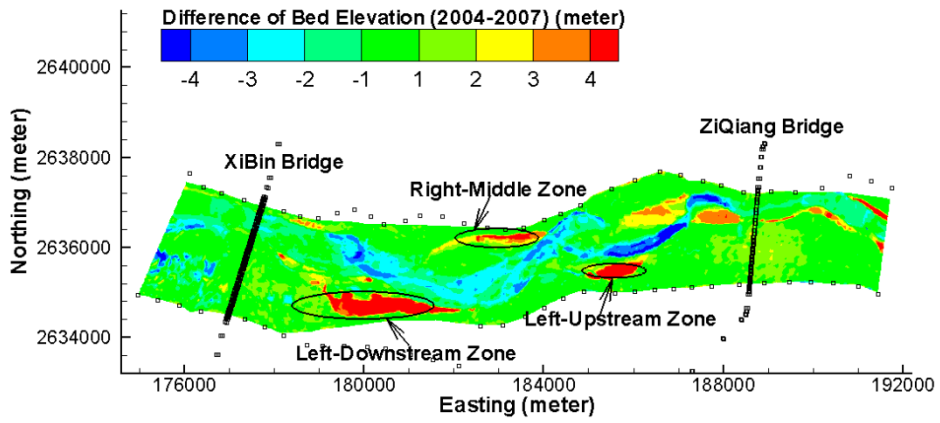 Difference of Bed Elevation (2004-2007) (meter)
-4 -3 -2 -1 1 2 3 4
2640000
2638000
2636000
2634000
Northing (meter)
XiBin Bridge
ZiQiang Bridge
Right-Middle Zone
Left-Upstream Zone
Left-Downstream Zone
176000 180000 184000 188000 192000
Easting (meter)